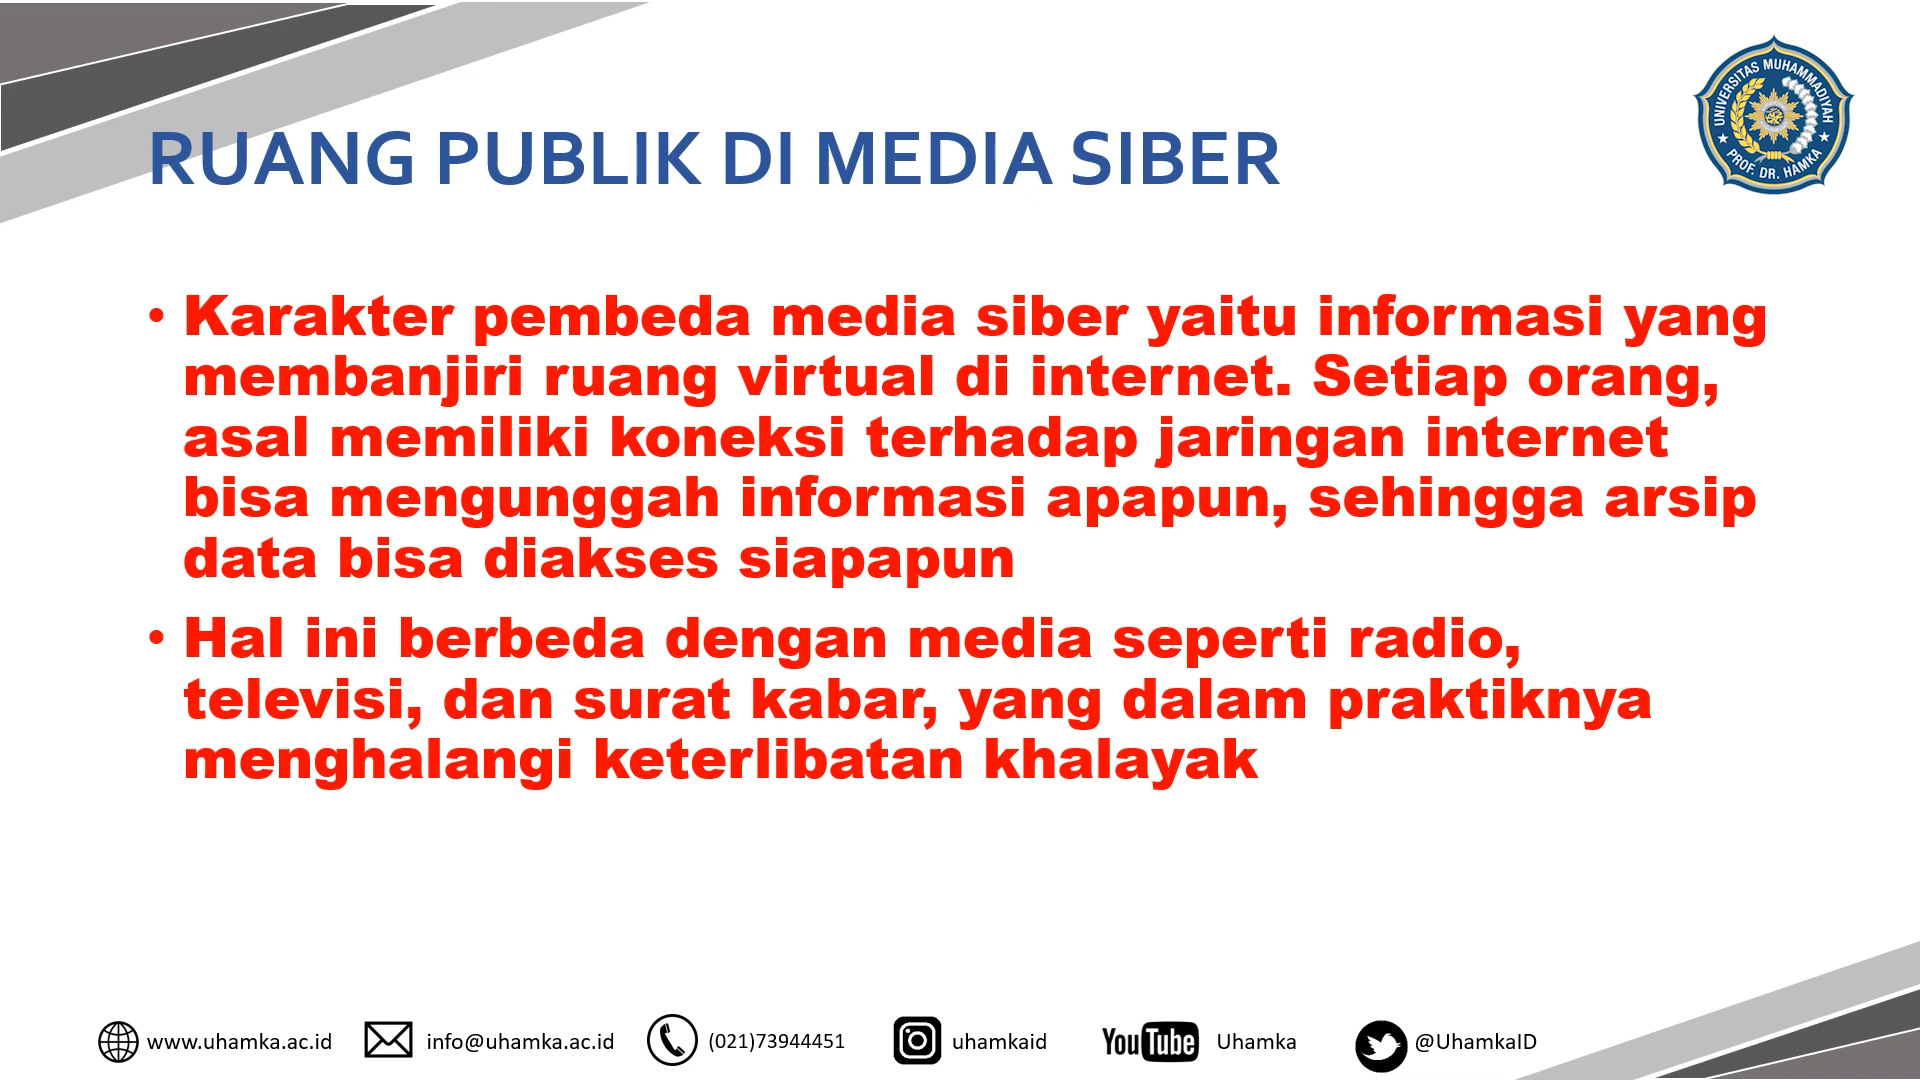 UNIVERSITAS MUHAMMADIYAH
PROF. DR. HAMKA
RUANG PUBLIK DI MEDIA SIBER
• Karakter pembeda media siber yaitu informasi yang
membanjiri ruang virtual di internet. Setiap orang,
asal memiliki koneksi terhadap jaringan internet
bisa mengunggah informasi apapun, sehingga arsip
data bisa diakses siapapun
• Hal ini berbeda dengan media seperti radio,
televisi, dan surat kabar, yang dalam praktiknya
menghalangi keterlibatan khalayak
www.uhamka.ac.id info@uhamka.ac.id (021)73944451 uhamkaid YouTube Uhamka @UhamkaID